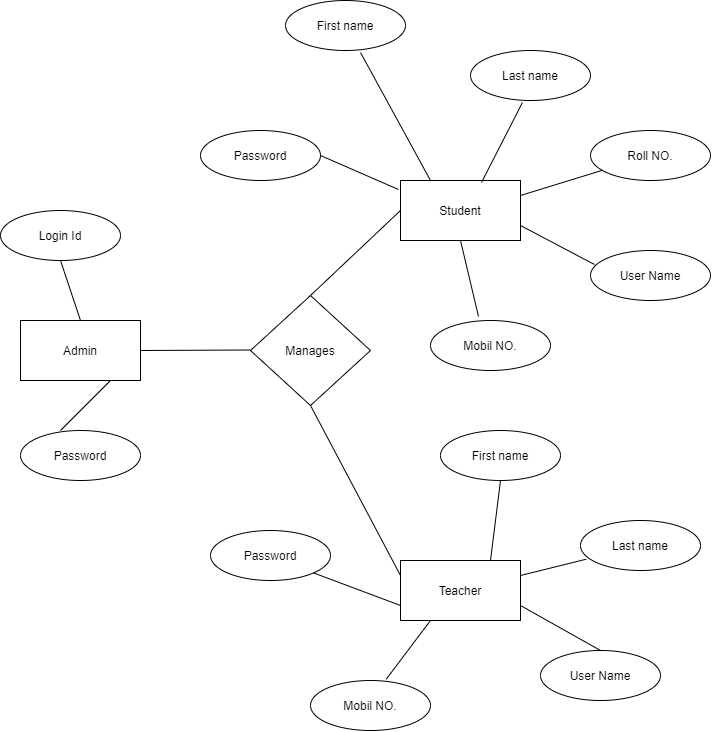 First name
Last name
Password
Roll NO.
Student
Login Id
User Name
Mobil NO.
Admin
Manages
Password
First name
Password
Last name
Teacher
User Name
Mobil NO.